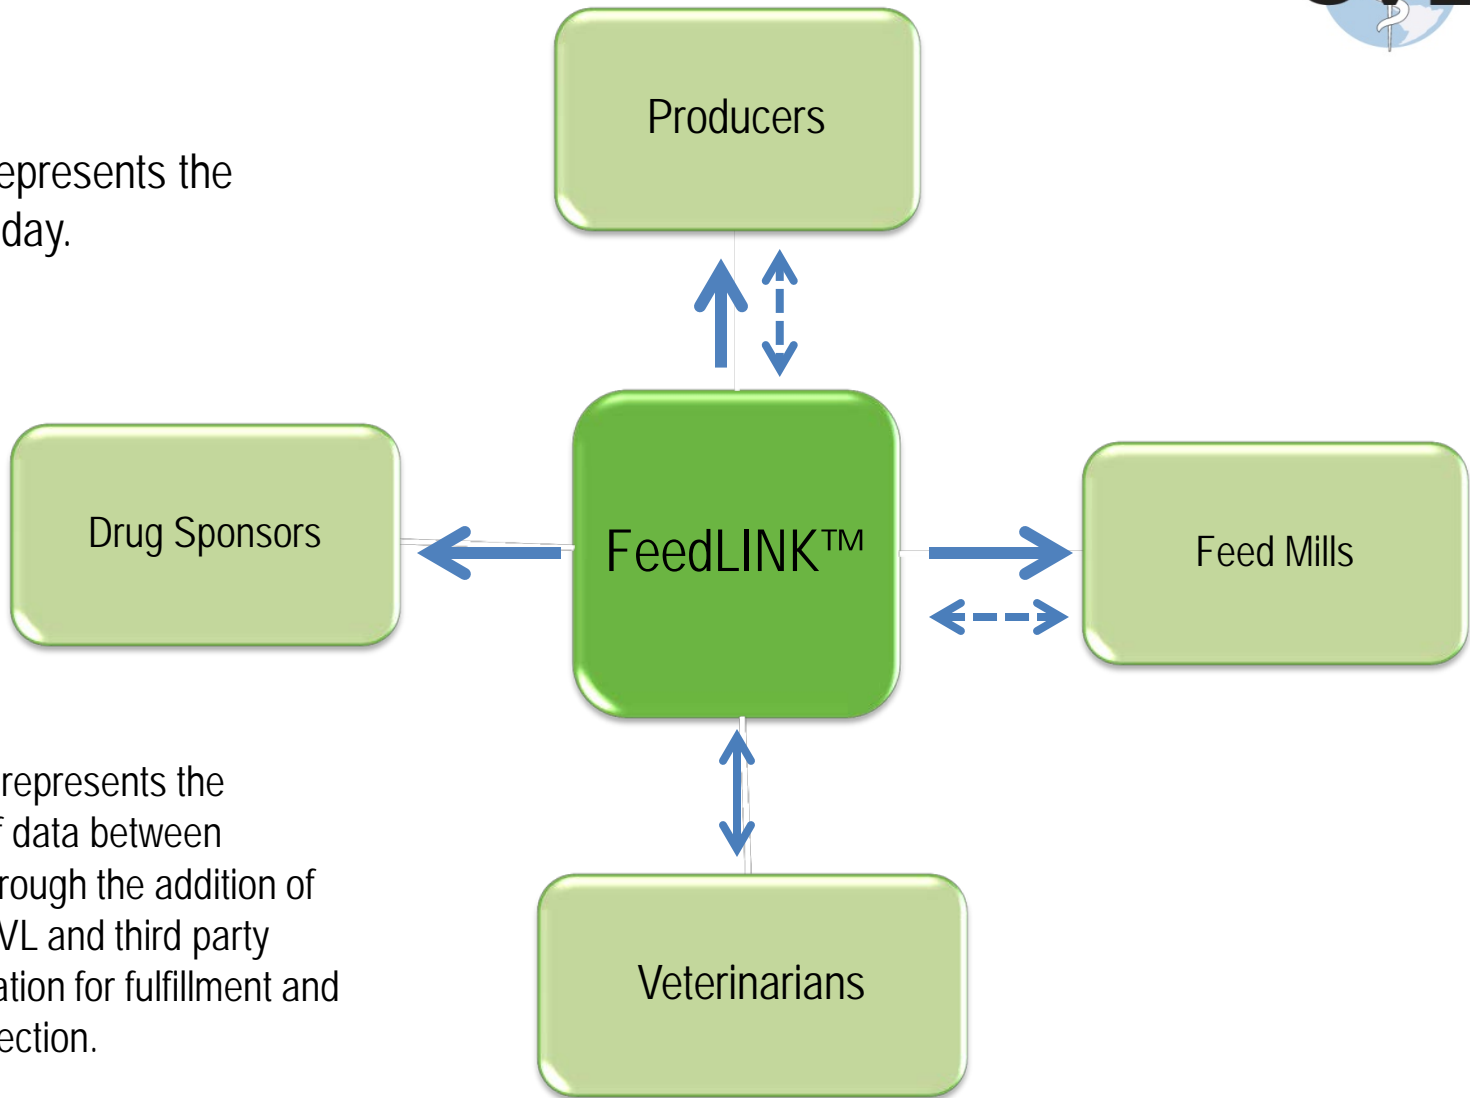 Producers
epresents the
day.
Drug Sponsors
FeedLINK™
Feed Mills
represents the
f data between
rough the addition of
VL and third party
ation for fulfillment and
ection.
Veterinarians